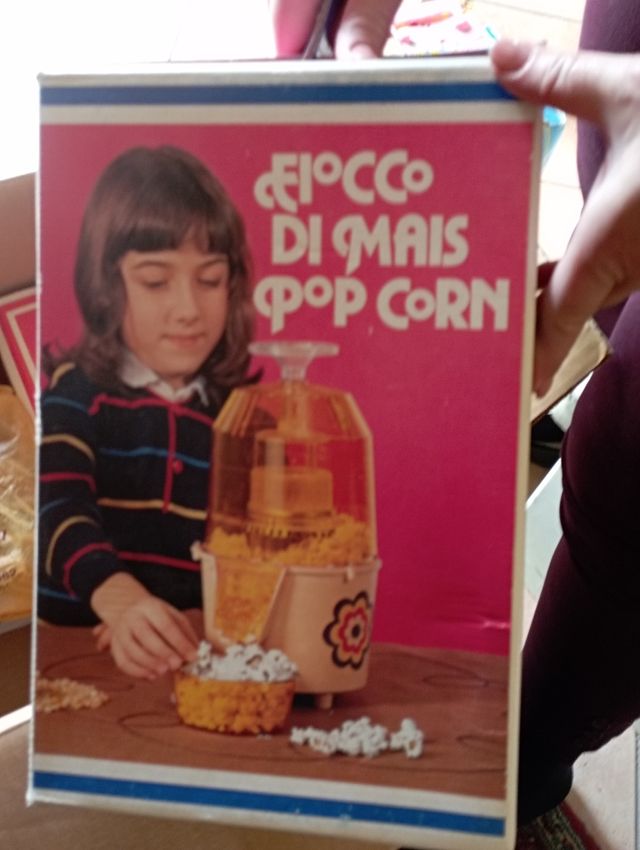 FIOCCO
DI MAIS
POP CORN